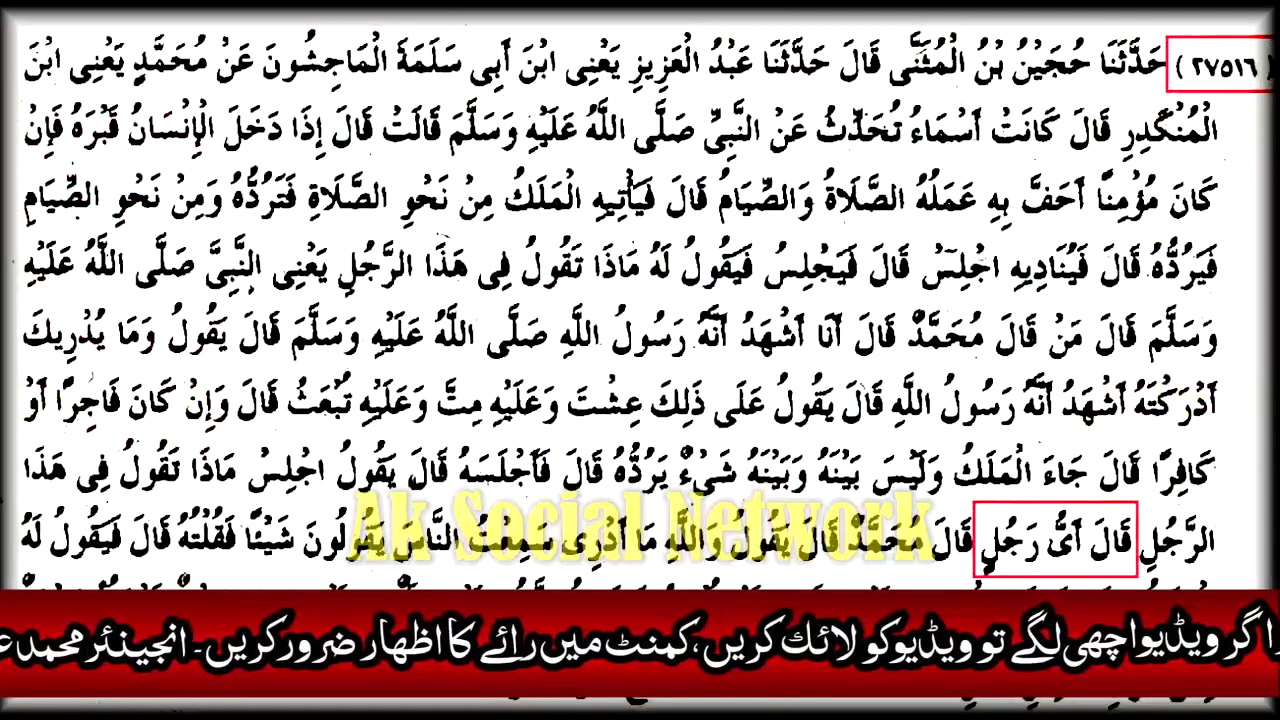 (٢٧٥١٦) حَدَّثَنَا حُجَيْنُ بْنُ الْمُثَنَّى قَالَ حَدَّثَنَا عَبْدُ الْعَزِيزِ يَعْنِى ابْنَ أَبِى سَلَمَةَ الْمَاجِشُونَ عَنْ مُحَمَّدٍ يَعْنِى ابْنَ
الْمُنْكَدِرِ قَالَ كَانَتْ أَسْمَاءُ تُحَدِّثُ عَنْ النَّبِيِّ صَلَّى اللَّهُ عَلَيْهِ وَسَلَّمَ قَالَتْ قَالَ إِذَا دَخَلَ الْإِنْسَانُ قَبْرَهُ فَإِنْ
كَانَ مُؤْمِنًا أَحَفَّ بِهِ عَمَلُهُ الصَّلَاةُ وَالصِّيَامُ قَالَ فَيَأْتِيهِ الْمَلَكُ مِنْ نَحْوِ الصَّلَاةِ فَتَرُدُّهُ وَمِنْ نَحْوِ الصِّيَامِ
فَيَرُدُّهُ قَالَ فَيُنَادِيهِ اجْلِسْ قَالَ فَيَجْلِسُ فَيَقُولُ لَهُ مَاذَا تَقُولُ فِى هَذَا الرَّجُلِ يَعْنِى النَّبِىَّ صَلَّى اللَّهُ عَلَيْهِ
وَسَلَّمَ قَالَ مَنْ قَالَ مُحَمَّدٌ قَالَ أَنَا أَشْهَدُ أَنَّهُ رَسُولُ اللَّهِ صَلَّى اللَّهُ عَلَيْهِ وَسَلَّمَ قَالَ يَقُولُ وَمَا يُدْرِيكَ
أَدْرَكْتَهُ أَشْهَدُ أَنَّهُ رَسُولُ اللَّهِ قَالَ يَقُولُ عَلَى ذَلِكَ عِشْتَ وَعَلَيْهِ مِتَّ وَعَلَيْهِ تُبْعَثُ قَالَ وَإِنْ كَانَ فَاجِرًا أَوْ
كَافِرًا قَالَ جَاءَ الْمَلَكُ وَلَيْسَ بَيْنَهُ وَبَيْنَهُ شَيْءٌ يَرُدُّهُ قَالَ فَأَجْلَسَهُ قَالَ يَقُولُ اجْلِسْ مَاذَا تَقُولُ فِى هَذَا
الرَّجُلِ قَالَ أَىُّ رَجُلٍ قَالَ مُحَمَّدٌ قَالَ يَقُولُ وَاللَّهِ مَا أَدْرِى سَمِعْتُ النَّاسَ يَقُولُونَ شَيْئًا فَقُلْتُهُ قَالَ فَيَقُولُ لَهُ
Ak Social Network
اگر ویڈیو اچھی لگے تو ویڈیو کو لائک کریں، کمنٹ میں رائے کا اظہار ضرور کریں۔ انجینئر محمد